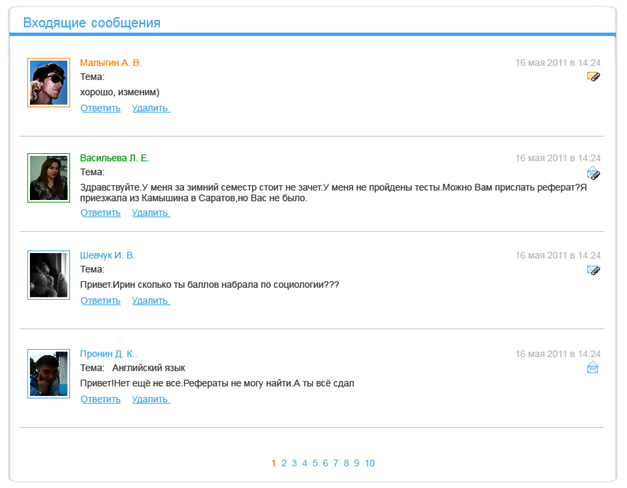 Входящие сообщения
Малыгин А. В. 16 мая 2011 в 14:24
Тема:
хорошо, изменим)
Ответить Удалить
Васильева Л. Е. 16 мая 2011 в 14:24
Тема:
Здравствуйте.У меня за зимний семестр стоит не зачет.У меня не пройдены тесты.Можно Вам прислать реферат?Я
приезжала из Камышина в Саратов,но Вас не было.
Ответить Удалить
Шевчук И. В. 16 мая 2011 в 14:24
Тема:
Привет.Ирин сколько ты баллов набрала по социологии???
Ответить Удалить
Пронин Д. К.. 16 мая 2011 в 14:24
Тема: Английский язык
Привет!Нет ещё не все.Рефераты не могу найти.А ты всё сдал
Ответить Удалить
1 2 3 4 5 6 7 8 9 10